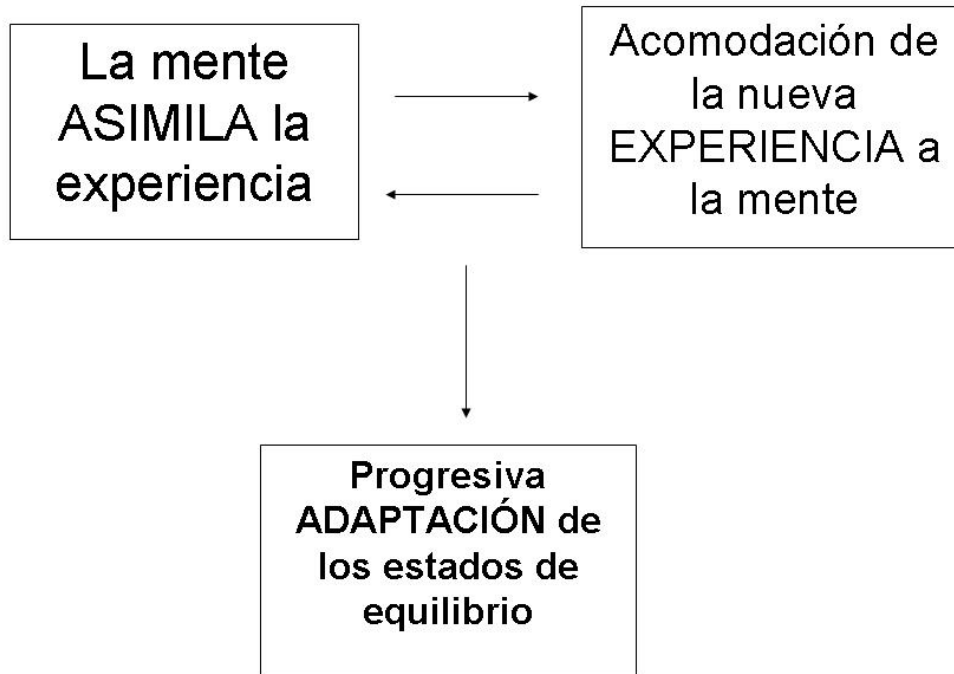 La mente
ASIMILA la
experiencia
Acomodación de
la nueva
EXPERIENCIA a
la mente
Progresiva
ADAPTACIÓN de
los estados de
equilibrio